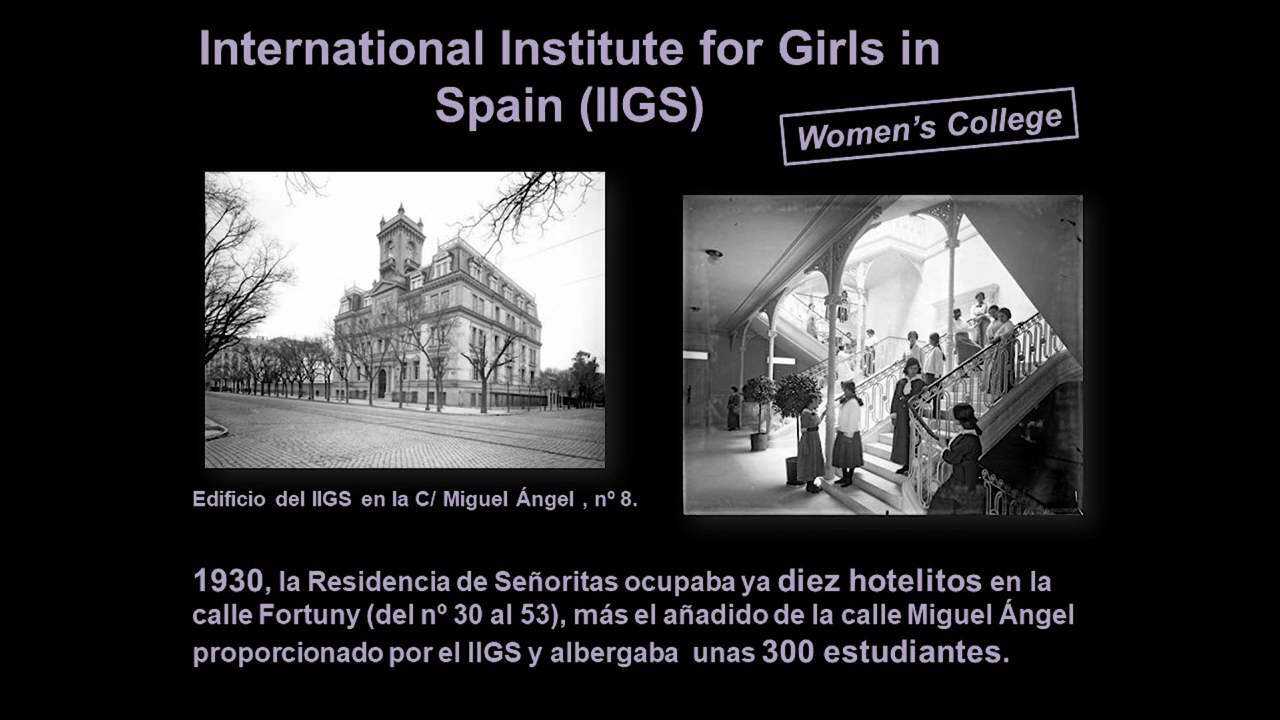 International Institute for Girls in
Spain (IIGS)
Women’s College
Edificio del IIGS en la C/ Miguel Ángel , nº 8.
1930, la Residencia de Señoritas ocupaba ya diez hotelitos en la
calle Fortuny (del nº 30 al 53), más el añadido de la calle Miguel Ángel
proporcionado por el IIGS y albergaba unas 300 estudiantes.